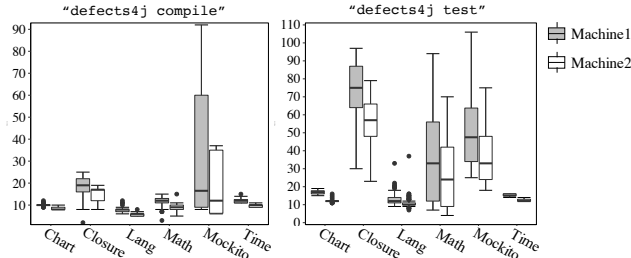 “defects4j compile”
90
80
70
60
50
40
30
20
10
Chart
Closure
Lang
Math
Mockito
Time
“defects4j test”
110
100
90
80
70
60
50
40
30
20
10
0
Chart
Closure
Lang
Math
Mockito
Time
Machine1
Machine2